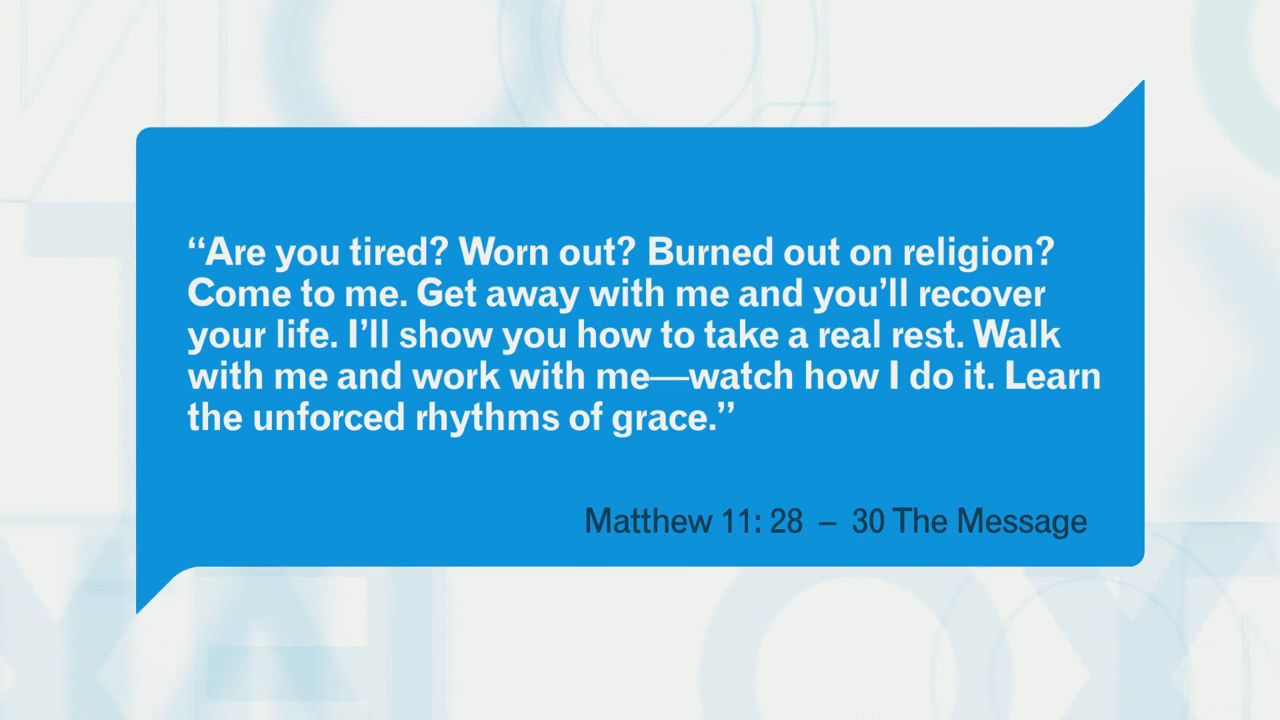 “Are you tired? Worn out? Burned out on religion?
Come to me. Get away with me and you’ll recover
your life. I’ll show you how to take a real rest. Walk
with me and work with me—watch how I do it. Learn
the unforced rhythms of grace.”
Matthew 11: 28 – 30 The Message